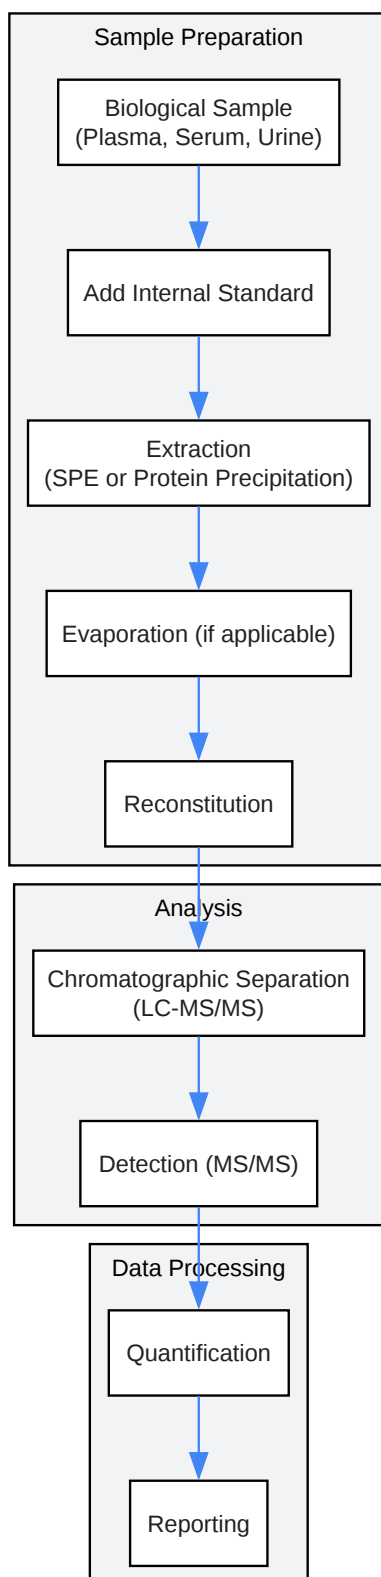 Sample Preparation
Biological Sample
(Plasma, Serum, Urine)
Add Internal Standard
Extraction
(SPE or Protein Precipitation)
Evaporation (if applicable)
Reconstitution
Analysis
Chromatographic Separation
(LC-MS/MS)
Detection (MS/MS)
Data Processing
Quantification
Reporting